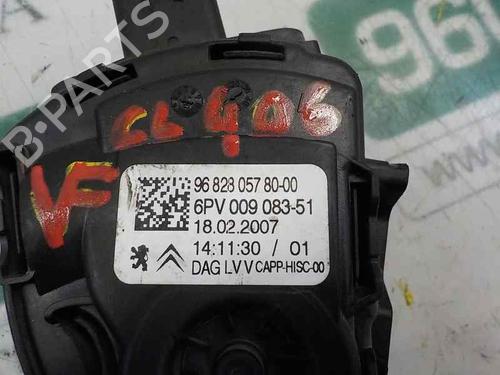 B-PARTS
GL 406
VF
96 828 057 80-00
6PV 009 083-51
18.02.2007
14:11:30 / 01
DAG LV V CAPP-HISC-00